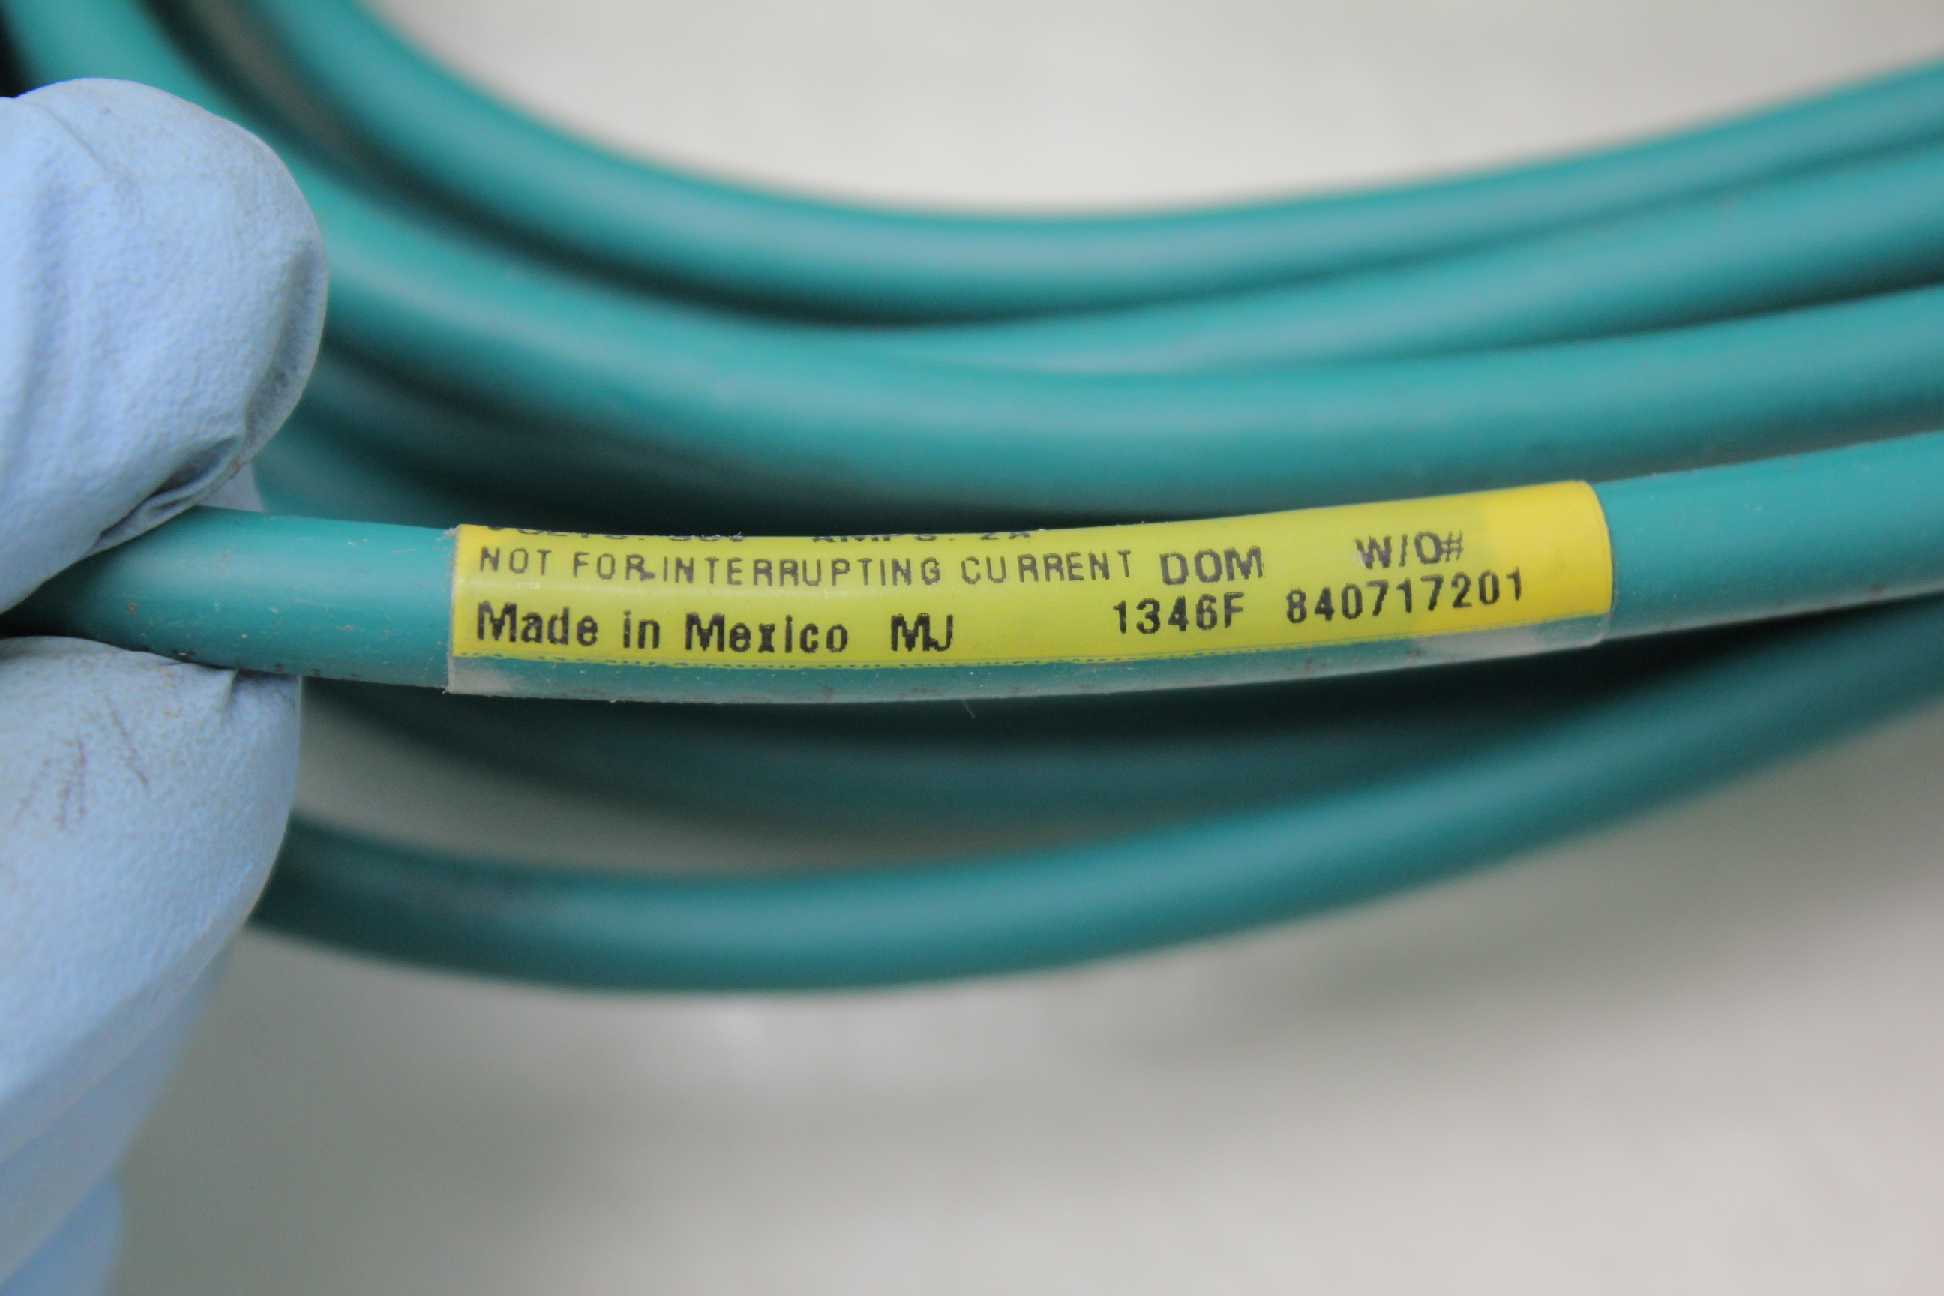 NOT FOR INTERRUPTING CURRENT DOM W/O#
Made in Mexico MJ 1346F 840717201